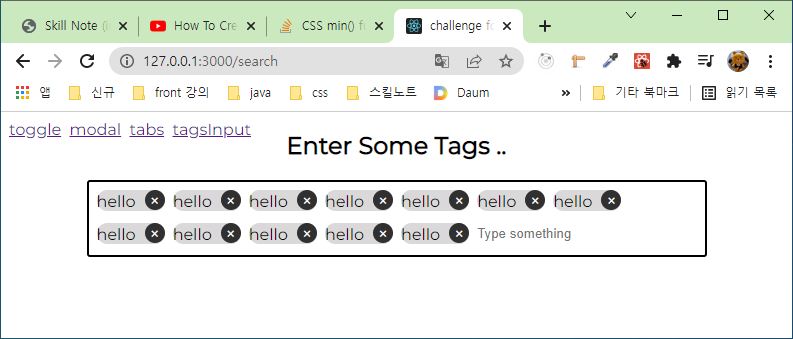 Skill Note (i
How To Cre
CSS min() fu
challenge fo
127.0.0.1:3000/search
앱 신규 front 강의 java css 스킬노트 Daum » 기타 북마크 읽기 목록
toggle modal tabs tagsInput
Enter Some Tags ..
hello × hello × hello × hello × hello × hello × hello ×
hello × hello × hello × hello × hello × Type something